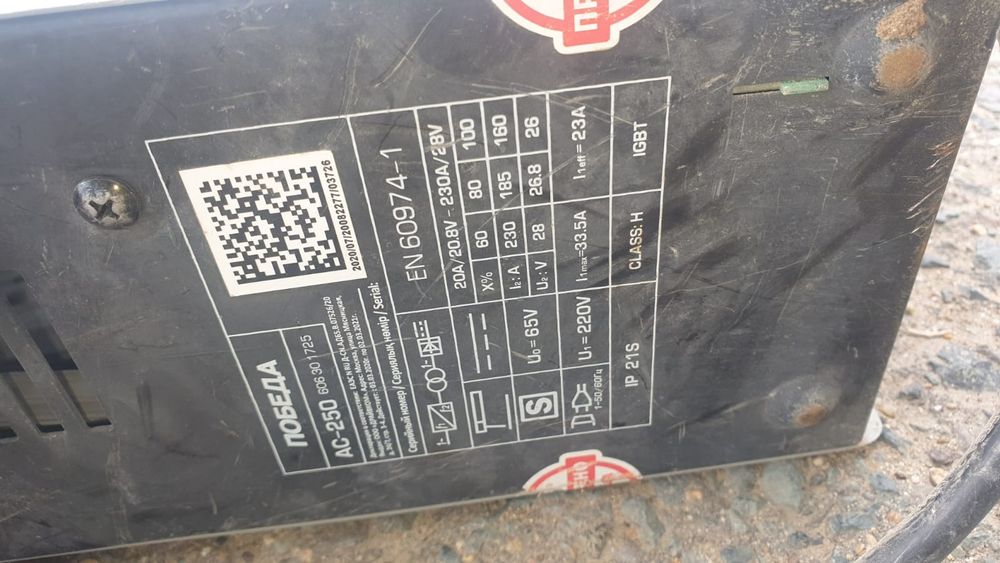 ПОБЕДА
АС-250 606 30 1725
Серийный номер / Сериялық нөмір / Serial:
2020/07/20082277/03726
EN 60974-1
20A/20.8V - 230A/28V
X% 60 80 100
I₂: A 230 185 160
U₂: V 28 26.8 26
U₀ = 65V
1~50/60Гц
U₁ = 220V I₁max=33.5A I₁eff= 23A
IP 21S CLASS: H IGBT